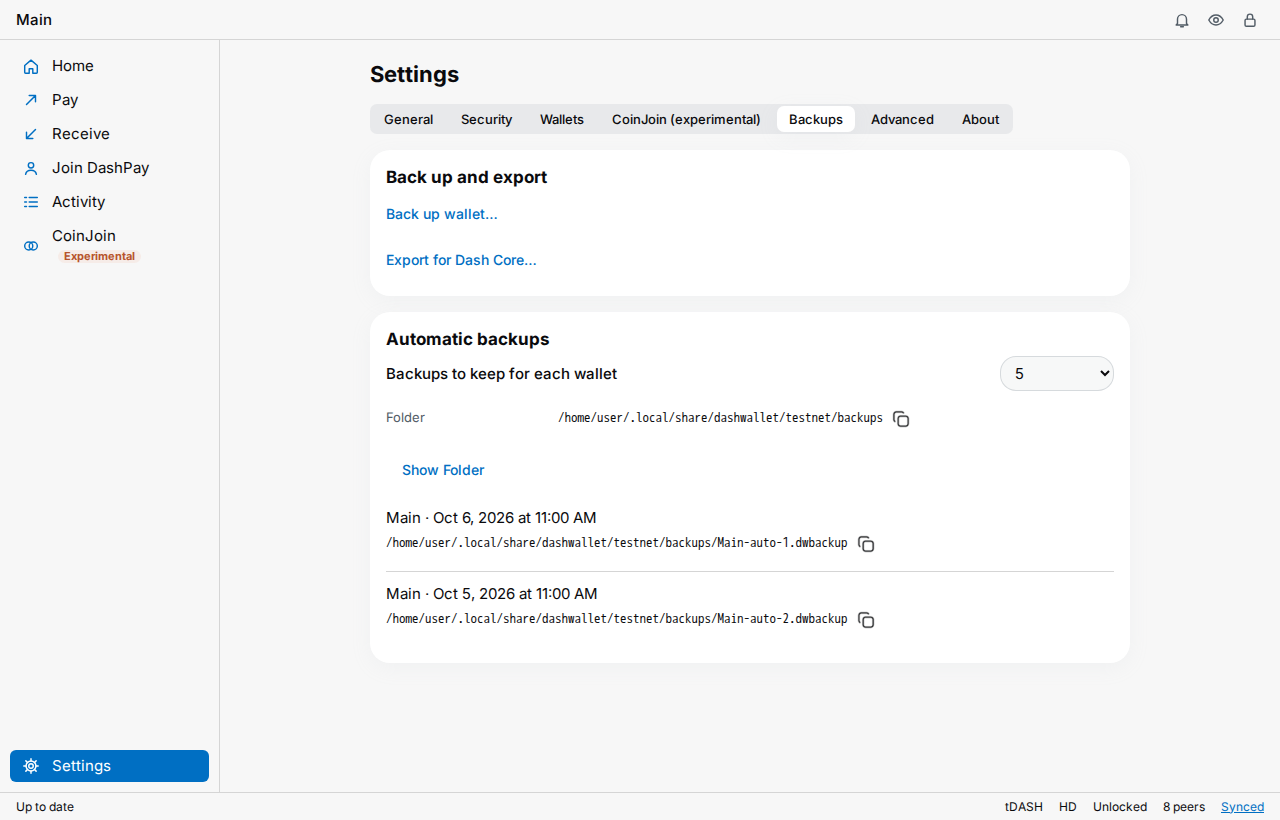 Main
Home
Pay
Receive
Join DashPay
Activity
CoinJoin
Experimental
Settings
Settings
General Security Wallets CoinJoin (experimental) Backups Advanced About
Back up and export
Back up wallet...
Export for Dash Core...
Automatic backups
Backups to keep for each wallet 5
Folder /home/user/.local/share/dashwallet/testnet/backups
Show Folder
Main · Oct 6, 2026 at 11:00 AM
/home/user/.local/share/dashwallet/testnet/backups/Main-auto-1.dwbackup
Main · Oct 5, 2026 at 11:00 AM
/home/user/.local/share/dashwallet/testnet/backups/Main-auto-2.dwbackup
Up to date tDASH HD Unlocked 8 peers Synced